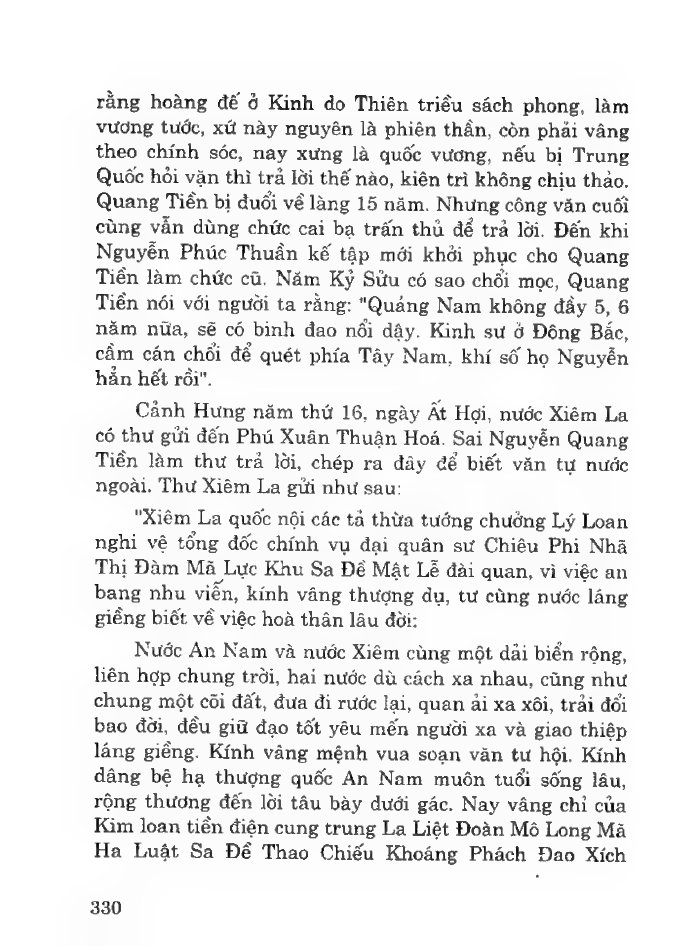 rằng hoàng đế ở Kinh do Thiên triều sách phong, làm
vương tước, xứ này nguyên là phiên thần, còn phải vâng
theo chính sóc, nay xưng là quốc vương, nếu bị Trung
Quốc hỏi vặn thì trả lời thế nào, kiên trì không chịu thảo.
Quang Tiền bị đuổi về làng 15 năm. Nhưng công văn cuối
cùng vẫn dùng chức cai bạ trấn thủ để trả lời. Đến khi
Nguyễn Phúc Thuần kế tập mới khởi phục cho Quang
Tiền làm chức cũ. Năm Kỷ Sửu có sao chổi mọc, Quang
Tiền nói với người ta rằng: "Quảng Nam không đầy 5, 6
năm nữa, sẽ có binh đao nổi dậy. Kinh sư ở Đông Bắc,
cầm cán chổi để quét phía Tây Nam, khí số họ Nguyễn
hẳn hết rồi".
Cảnh Hưng năm thứ 16, ngày Ất Hợi, nước Xiêm La
có thư gửi đến Phú Xuân Thuận Hoá. Sai Nguyễn Quang
Tiền làm thư trả lời, chép ra đây để biết văn tự nước
ngoài. Thư Xiêm La gửi như sau:
"Xiêm La quốc nội các tả thừa tướng chưởng Lý Loan
nghi vệ tổng đốc chính vụ đại quân sư Chiêu Phi Nhã
Thị Đàm Mã Lực Khu Sa Đề Mật Lễ đài quan, vì việc an
bang nhu viễn, kính vâng thượng dụ, tư cùng nước láng
giềng biết về việc hoà thân lâu đời:
Nước An Nam và nước Xiêm cùng một dải biển rộng,
liên hợp chung trời, hai nước dù cách xa nhau, cũng như
chung một cõi đất, đưa đi rước lại, quan ải xa xôi, trải đổi
bao đời, đều giữ đạo tốt yêu mến người xa và giao thiệp
láng giềng. Kính vâng mệnh vua soạn văn tư hội. Kính
dâng bệ hạ thượng quốc An Nam muôn tuổi sống lâu,
rộng thương đến lời tâu bày dưới gác. Nay vâng chỉ của
Kim loan tiền điện cung trung La Liệt Đoàn Mô Long Mã
Ha Luật Sa Để Thao Chiếu Khoáng Phách Đao Xích
330